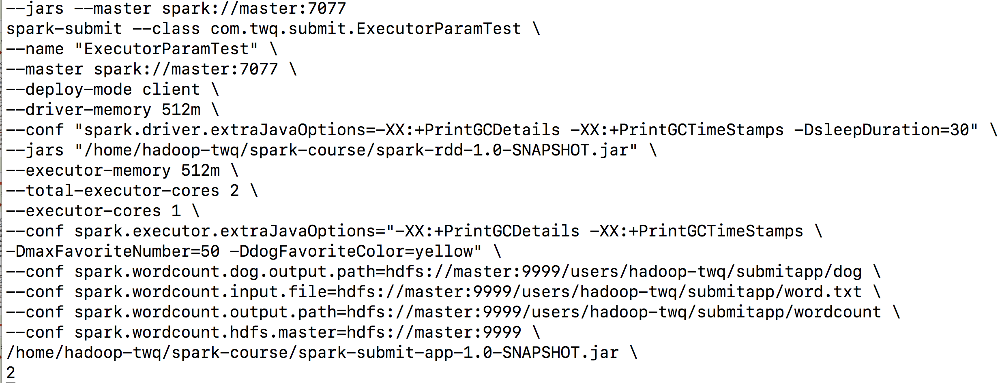 --jars --master spark://master:7077
spark-submit --class com.twq.submit.ExecutorParamTest \
--name "ExecutorParamTest" \
--master spark://master:7077 \
--deploy-mode client \
--driver-memory 512m \
--conf "spark.driver.extraJavaOptions=-XX:+PrintGCDetails -XX:+PrintGCTimeStamps -DsleepDuration=30" \
--jars "/home/hadoop-twq/spark-course/spark-rdd-1.0-SNAPSHOT.jar" \
--executor-memory 512m \
--total-executor-cores 2 \
--executor-cores 1 \
--conf spark.executor.extraJavaOptions="-XX:+PrintGCDetails -XX:+PrintGCTimeStamps \
-DmaxFavoriteNumber=50 -DdogFavoriteColor=yellow" \
--conf spark.wordcount.dog.output.path=hdfs://master:9999/users/hadoop-twq/submitapp/dog \
--conf spark.wordcount.input.file=hdfs://master:9999/users/hadoop-twq/submitapp/word.txt \
--conf spark.wordcount.output.path=hdfs://master:9999/users/hadoop-twq/submitapp/wordcount \
--conf spark.wordcount.hdfs.master=hdfs://master:9999 \
/home/hadoop-twq/spark-course/spark-submit-app-1.0-SNAPSHOT.jar \
2